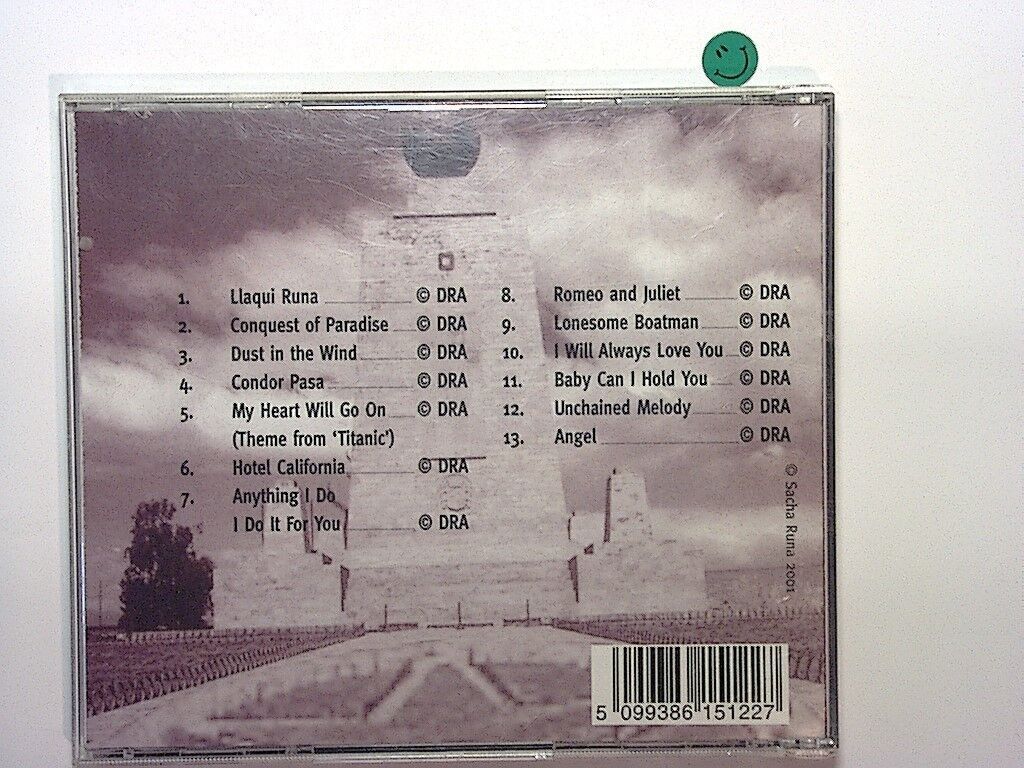 1. Llaqui Runa © DRA
2. Conquest of Paradise © DRA
3. Dust in the Wind © DRA
4. Condor Pasa © DRA
5. My Heart Will Go On © DRA
(Theme from ‘Titanic’)
6. Hotel California © DRA
7. Anything I Do
I Do It For You © DRA
8. Romeo and Juliet © DRA
9. Lonesome Boatman © DRA
10. I Will Always Love You © DRA
11. Baby Can I Hold You © DRA
12. Unchained Melody © DRA
13. Angel © DRA
© Sacha Runa 2001
5 099386 151227